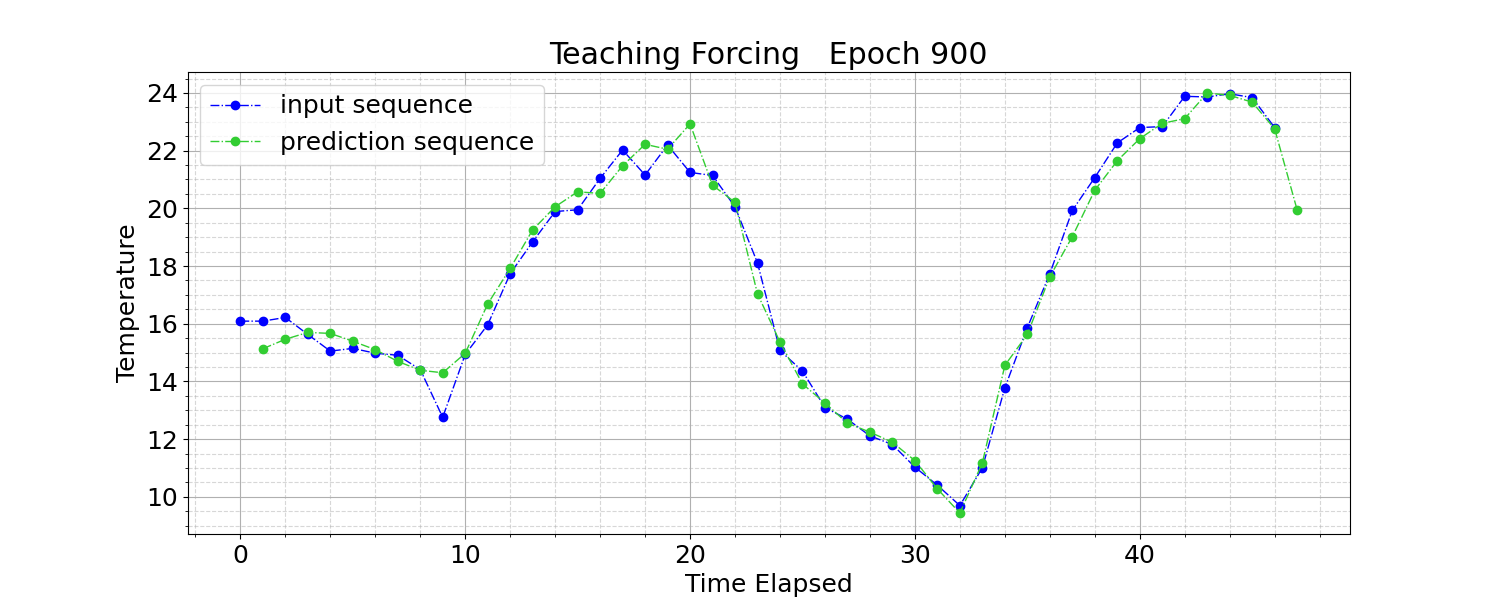 Teaching Forcing   Epoch 900
input sequence
prediction sequence
Temperature
24
22
20
18
16
14
12
10
0 10 20 30 40
Time Elapsed